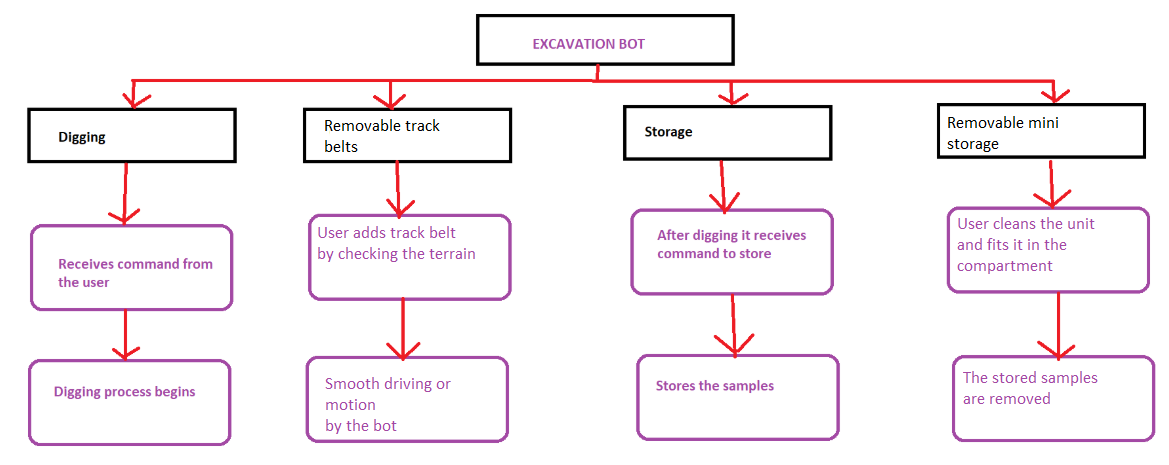 EXCAVATION BOT
Digging
Removable track
belts
Storage
Removable mini
storage
Receives command from
the user
User adds track belt
by checking the terrain
After digging it receives
command to store
User cleans the unit
and fits it in the
compartment
Digging process begins
Smooth driving or
motion
by the bot
Stores the samples
The stored samples
are removed